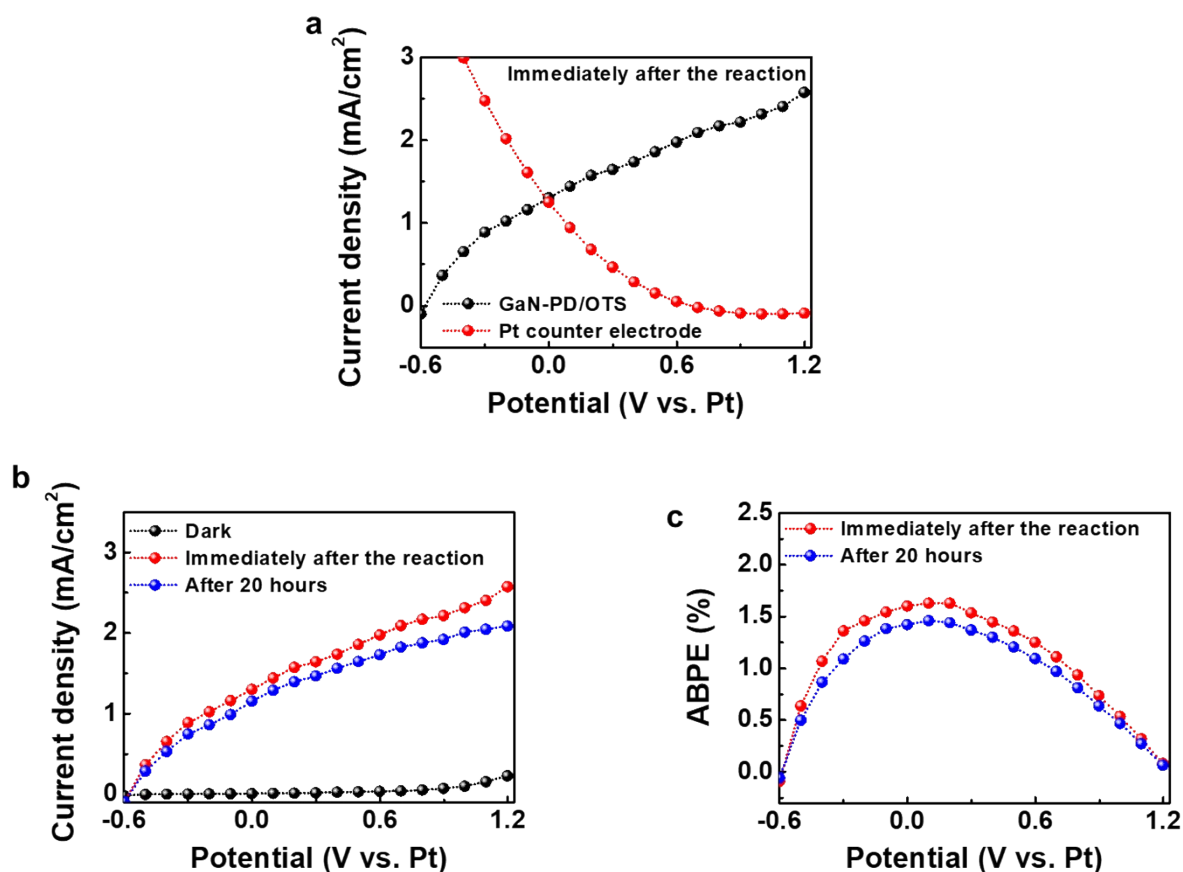 a
Current density (mA/cm²)
3
2
1
0
Immediately after the reaction
GaN-PD/OTS
Pt counter electrode
-0.6 0.0 0.6 1.2
Potential (V vs. Pt)
b
Current density (mA/cm²)
3
2
1
0
Dark
Immediately after the reaction
After 20 hours
-0.6 0.0 0.6 1.2
Potential (V vs. Pt)
c
ABPE (%)
2.5
2.0
1.5
1.0
0.5
0.0
Immediately after the reaction
After 20 hours
-0.6 0.0 0.6 1.2
Potential (V vs. Pt)